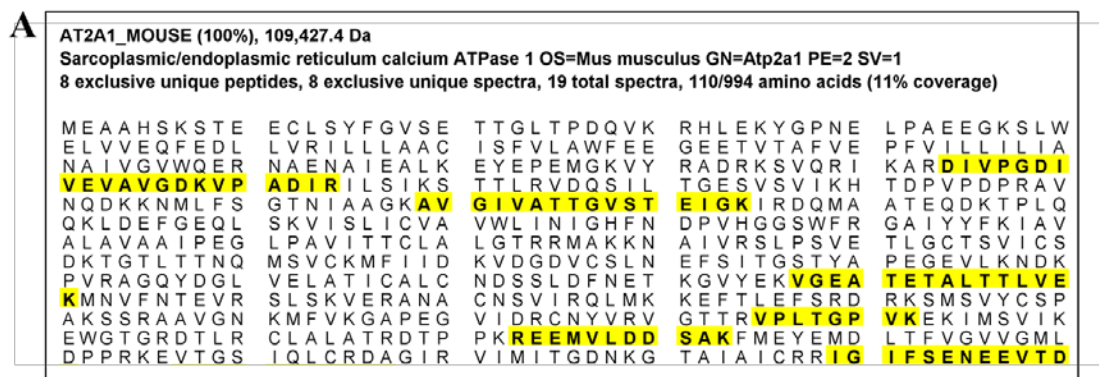 A
AT2A1_MOUSE (100%), 109,427.4 Da
Sarcoplasmic/endoplasmic reticulum calcium ATPase 1 OS=Mus musculus GN=Atp2a1 PE=2 SV=1
8 exclusive unique peptides, 8 exclusive unique spectra, 19 total spectra, 110/994 amino acids (11% coverage)
MEAAHSKSTE ECLSYFGVSE TTGLTPDQVK RHLEKYGPNE LPAEEGKSLW
ELVVEQFEDL LVRILLLAAC ISFVLAWFEE GEETVTAFVE PFVILLILIA
NAIVGVWQER NAENAIEALK EYEPEMGKVY RADRKSVQRI KARDIVPGDI
VEVAVGDKVP ADIRILSIKS TTLRVDQSIL TGESVSVIKH TDPVPDPRAV
NQDKKNMLFS GTNIAAGKAV GIVATTGVST EIGKIRDQMA ATEQDKTPLQ
QKLDEFGEQL SKVISLICVA VWLINIGHFN DPVHGGSWFR GAIYYFKIAV
ALAVAAIPEG LPAVITTCLA LGTRRMAKKN AIVRSLPSVE TLGCTSVICS
DKTGTLTTNQ MSVCKMFIID KVDGDVCSLN EFSITGSTYA PEGEVLKNDK
PVRAGQYDGL VELATICALC NDSSLDFNET KGVYEKVGEA TETALTTLVE
KMNVFNTEVR SLSKVERANA CNSVIRQLMK KEFTLEFSRD RKSMSVYCSP
AKSSRAAVGN KMFVKGAPEG VIDRCNYVRV GTTRVPLTGP VKEKIMSVIK
EWGTGRDTLR CLALATRDTP PKREEMVLDD SAKFMEYEMD LTFVGVVGML
DPPRKEVTGS IQLCRDAGIR VIMITGDNKG TAIAICRRIG IFSENEEVTD